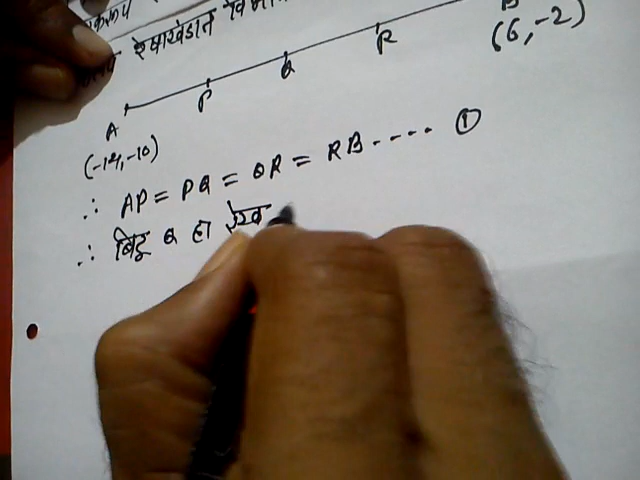 रेषाखंडाने
B
(6,-2)
A P Q R
(-14,-10)
∴ AP = PQ = QR = RB ---- ①
∴ बिंदू Q हा रेख